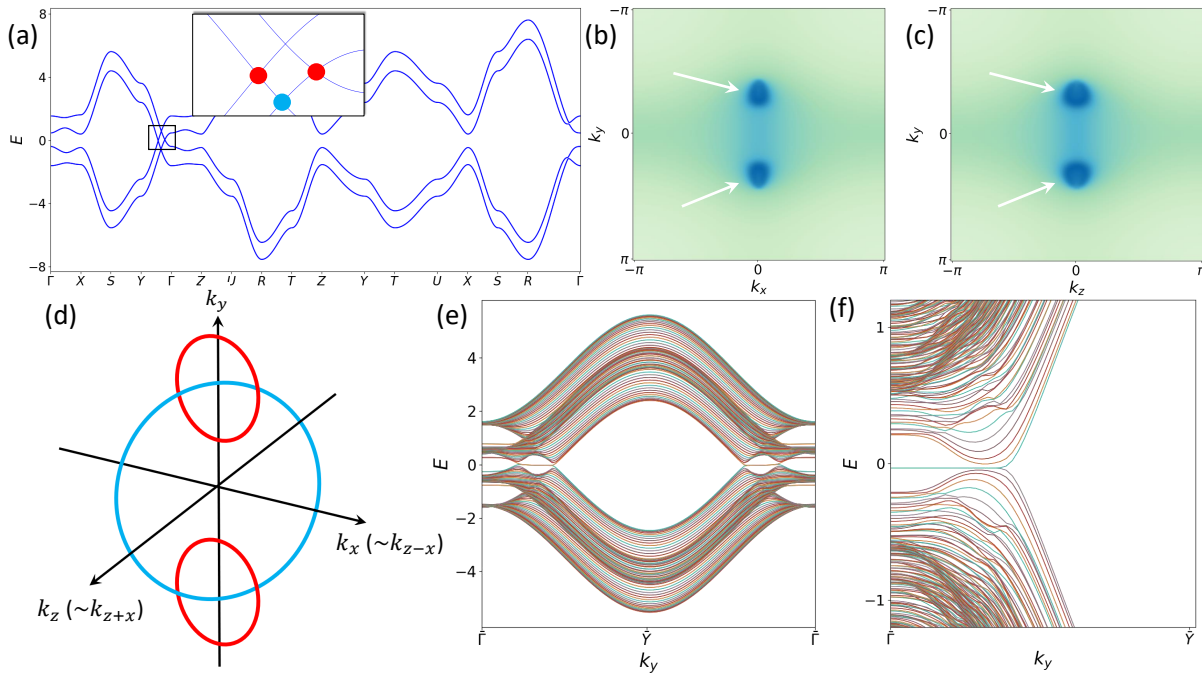 (a)
8
4
0
−4
−8
E
Γ X S Y Γ Z U R T Z Y T U X S R Γ
(b)
−π
0
π
k_y
−π 0 π
k_x
(c)
−π
0
π
k_y
−π 0 π
k_z
(d)
k_y
k_x (~k_{z−x})
k_z (~k_{z+x})
(e)
4
2
0
−2
−4
E
Γ̄ Ȳ Γ̄
k_y
(f)
1
0
−1
E
Γ̄ Ȳ
k_y